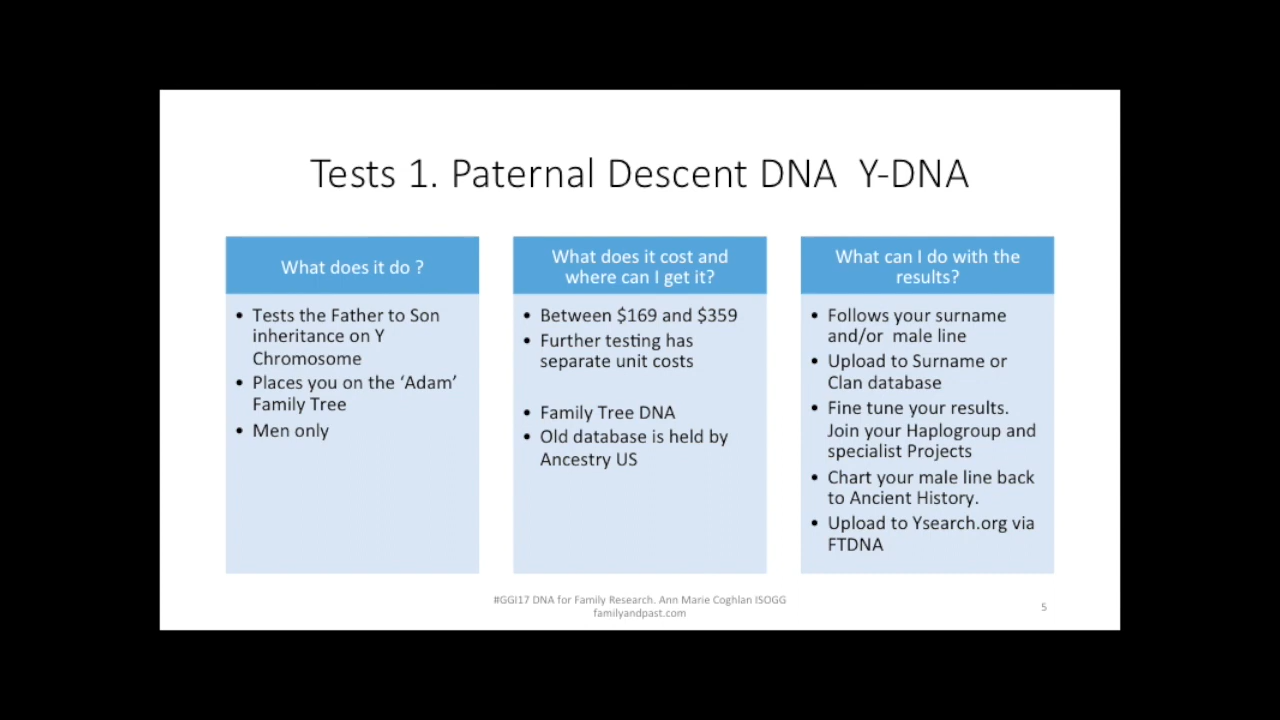 Tests 1. Paternal Descent DNA  Y-DNA
What does it do ?
• Tests the Father to Son
inheritance on Y
Chromosome
• Places you on the ‘Adam’
Family Tree
• Men only
What does it cost and
where can I get it?
• Between $169 and $359
• Further testing has
separate unit costs
• Family Tree DNA
• Old database is held by
Ancestry US
What can I do with the
results?
• Follows your surname
and/or  male line
• Upload to Surname or
Clan database
• Fine tune your results.
Join your Haplogroup and
specialist Projects
• Chart your male line back
to Ancient History.
• Upload to Ysearch.org via
FTDNA
#GGI17 DNA for Family Research. Ann Marie Coghlan ISOGG
familyandpast.com
5